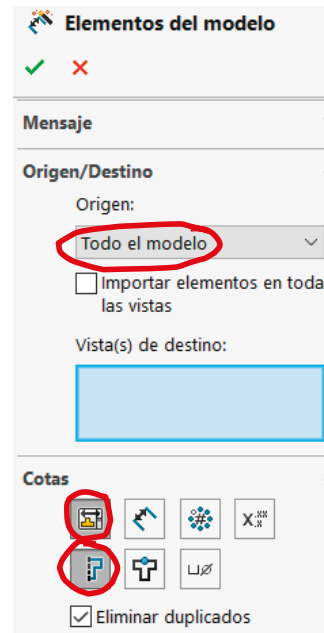 Elementos del modelo
Mensaje
Origen/Destino
Origen:
Todo el modelo
Importar elementos en toda
las vistas
Vista(s) de destino:
Cotas
X.XX
.X
Eliminar duplicados